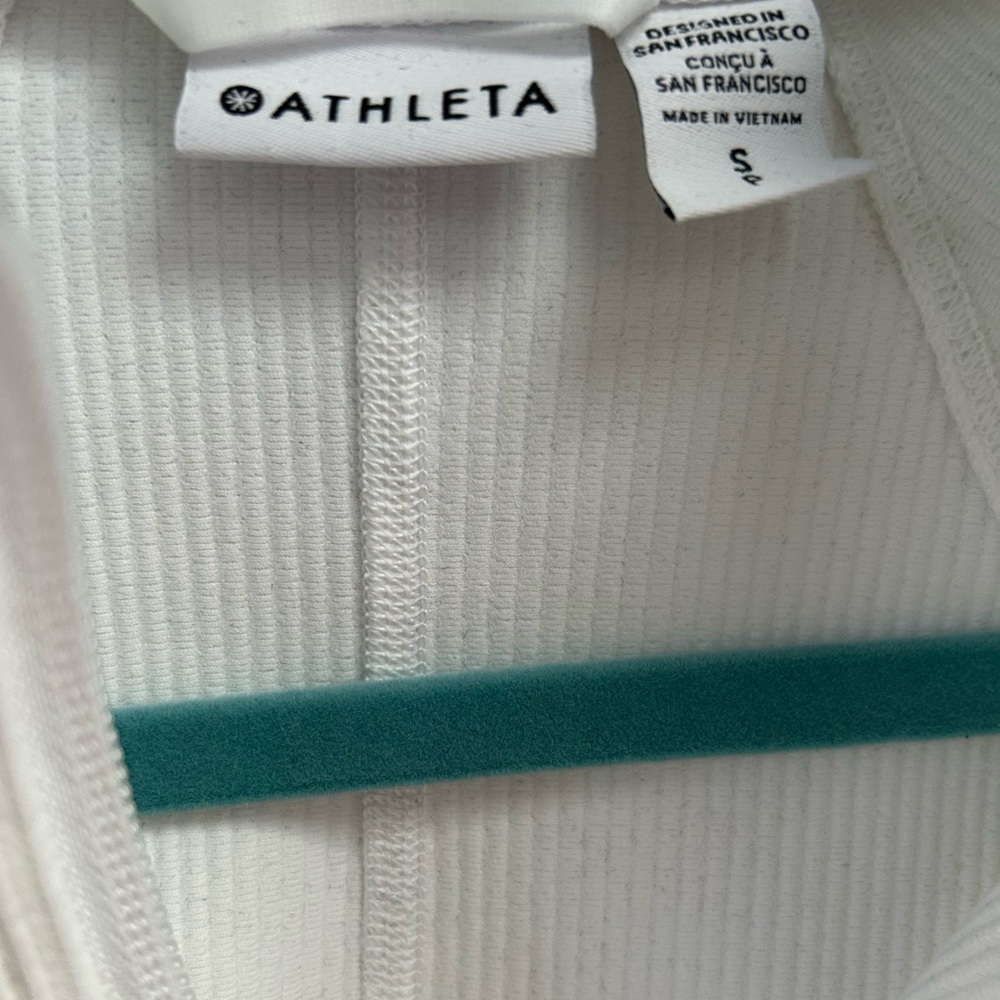 ATHLETA
DESIGNED IN
SAN FRANCISCO
CONÇU À
SAN FRANCISCO
MADE IN VIETNAM
S